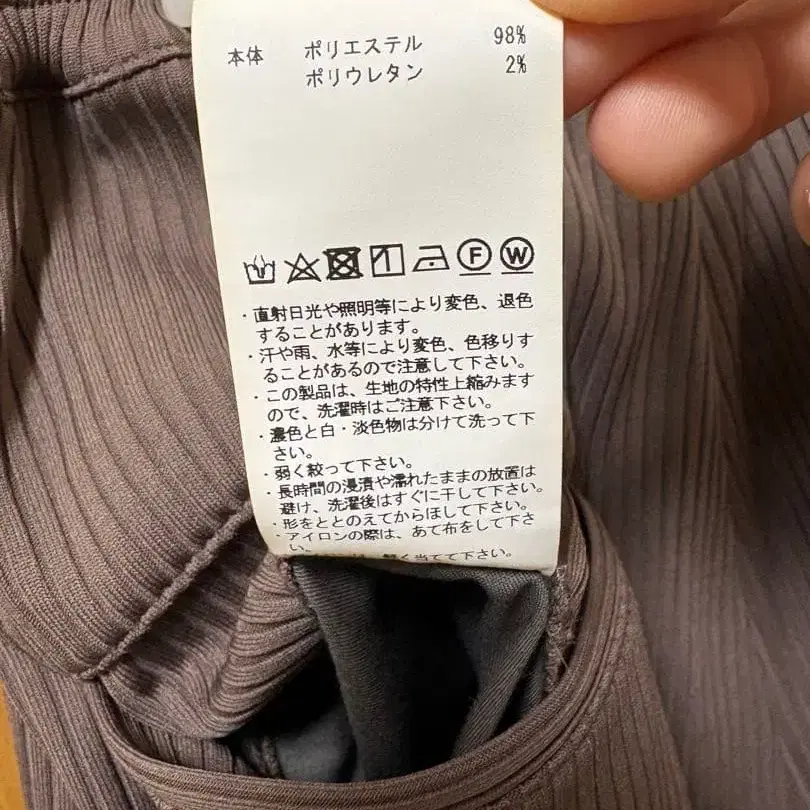 本体 ポリエステル 98%
ポリウレタン 2%
F W
・直射日光や照明等により変色、退色
することがあります。
・汗や雨、水等により変色、色移りす
ることがあるので注意して下さい。
・この製品は、生地の特性上縮みます
ので、洗濯時はご注意下さい。
・濃色と白・淡色物は分けて洗って下
さい。
・弱く絞って下さい。
・長時間の浸漬や濡れたままの放置は
避け、洗濯後はすぐに干して下さい。
・形をととのえてからほして下さい。
・アイロンの際は、あて布をして下さ
い。
軽く当てて下さい。